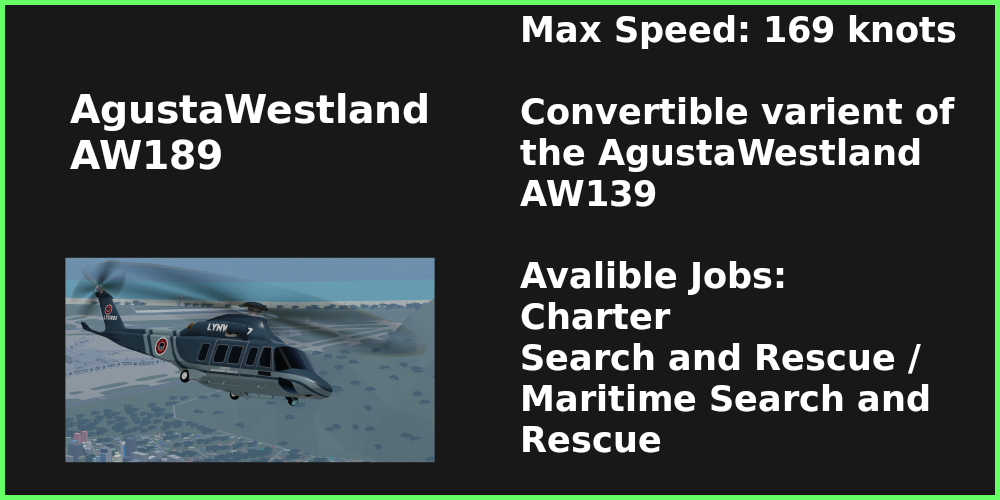 AgustaWestland
AW189
Max Speed: 169 knots
Convertible varient of
the AgustaWestland
AW139
Avalible Jobs:
Charter
Search and Rescue /
Maritime Search and
Rescue